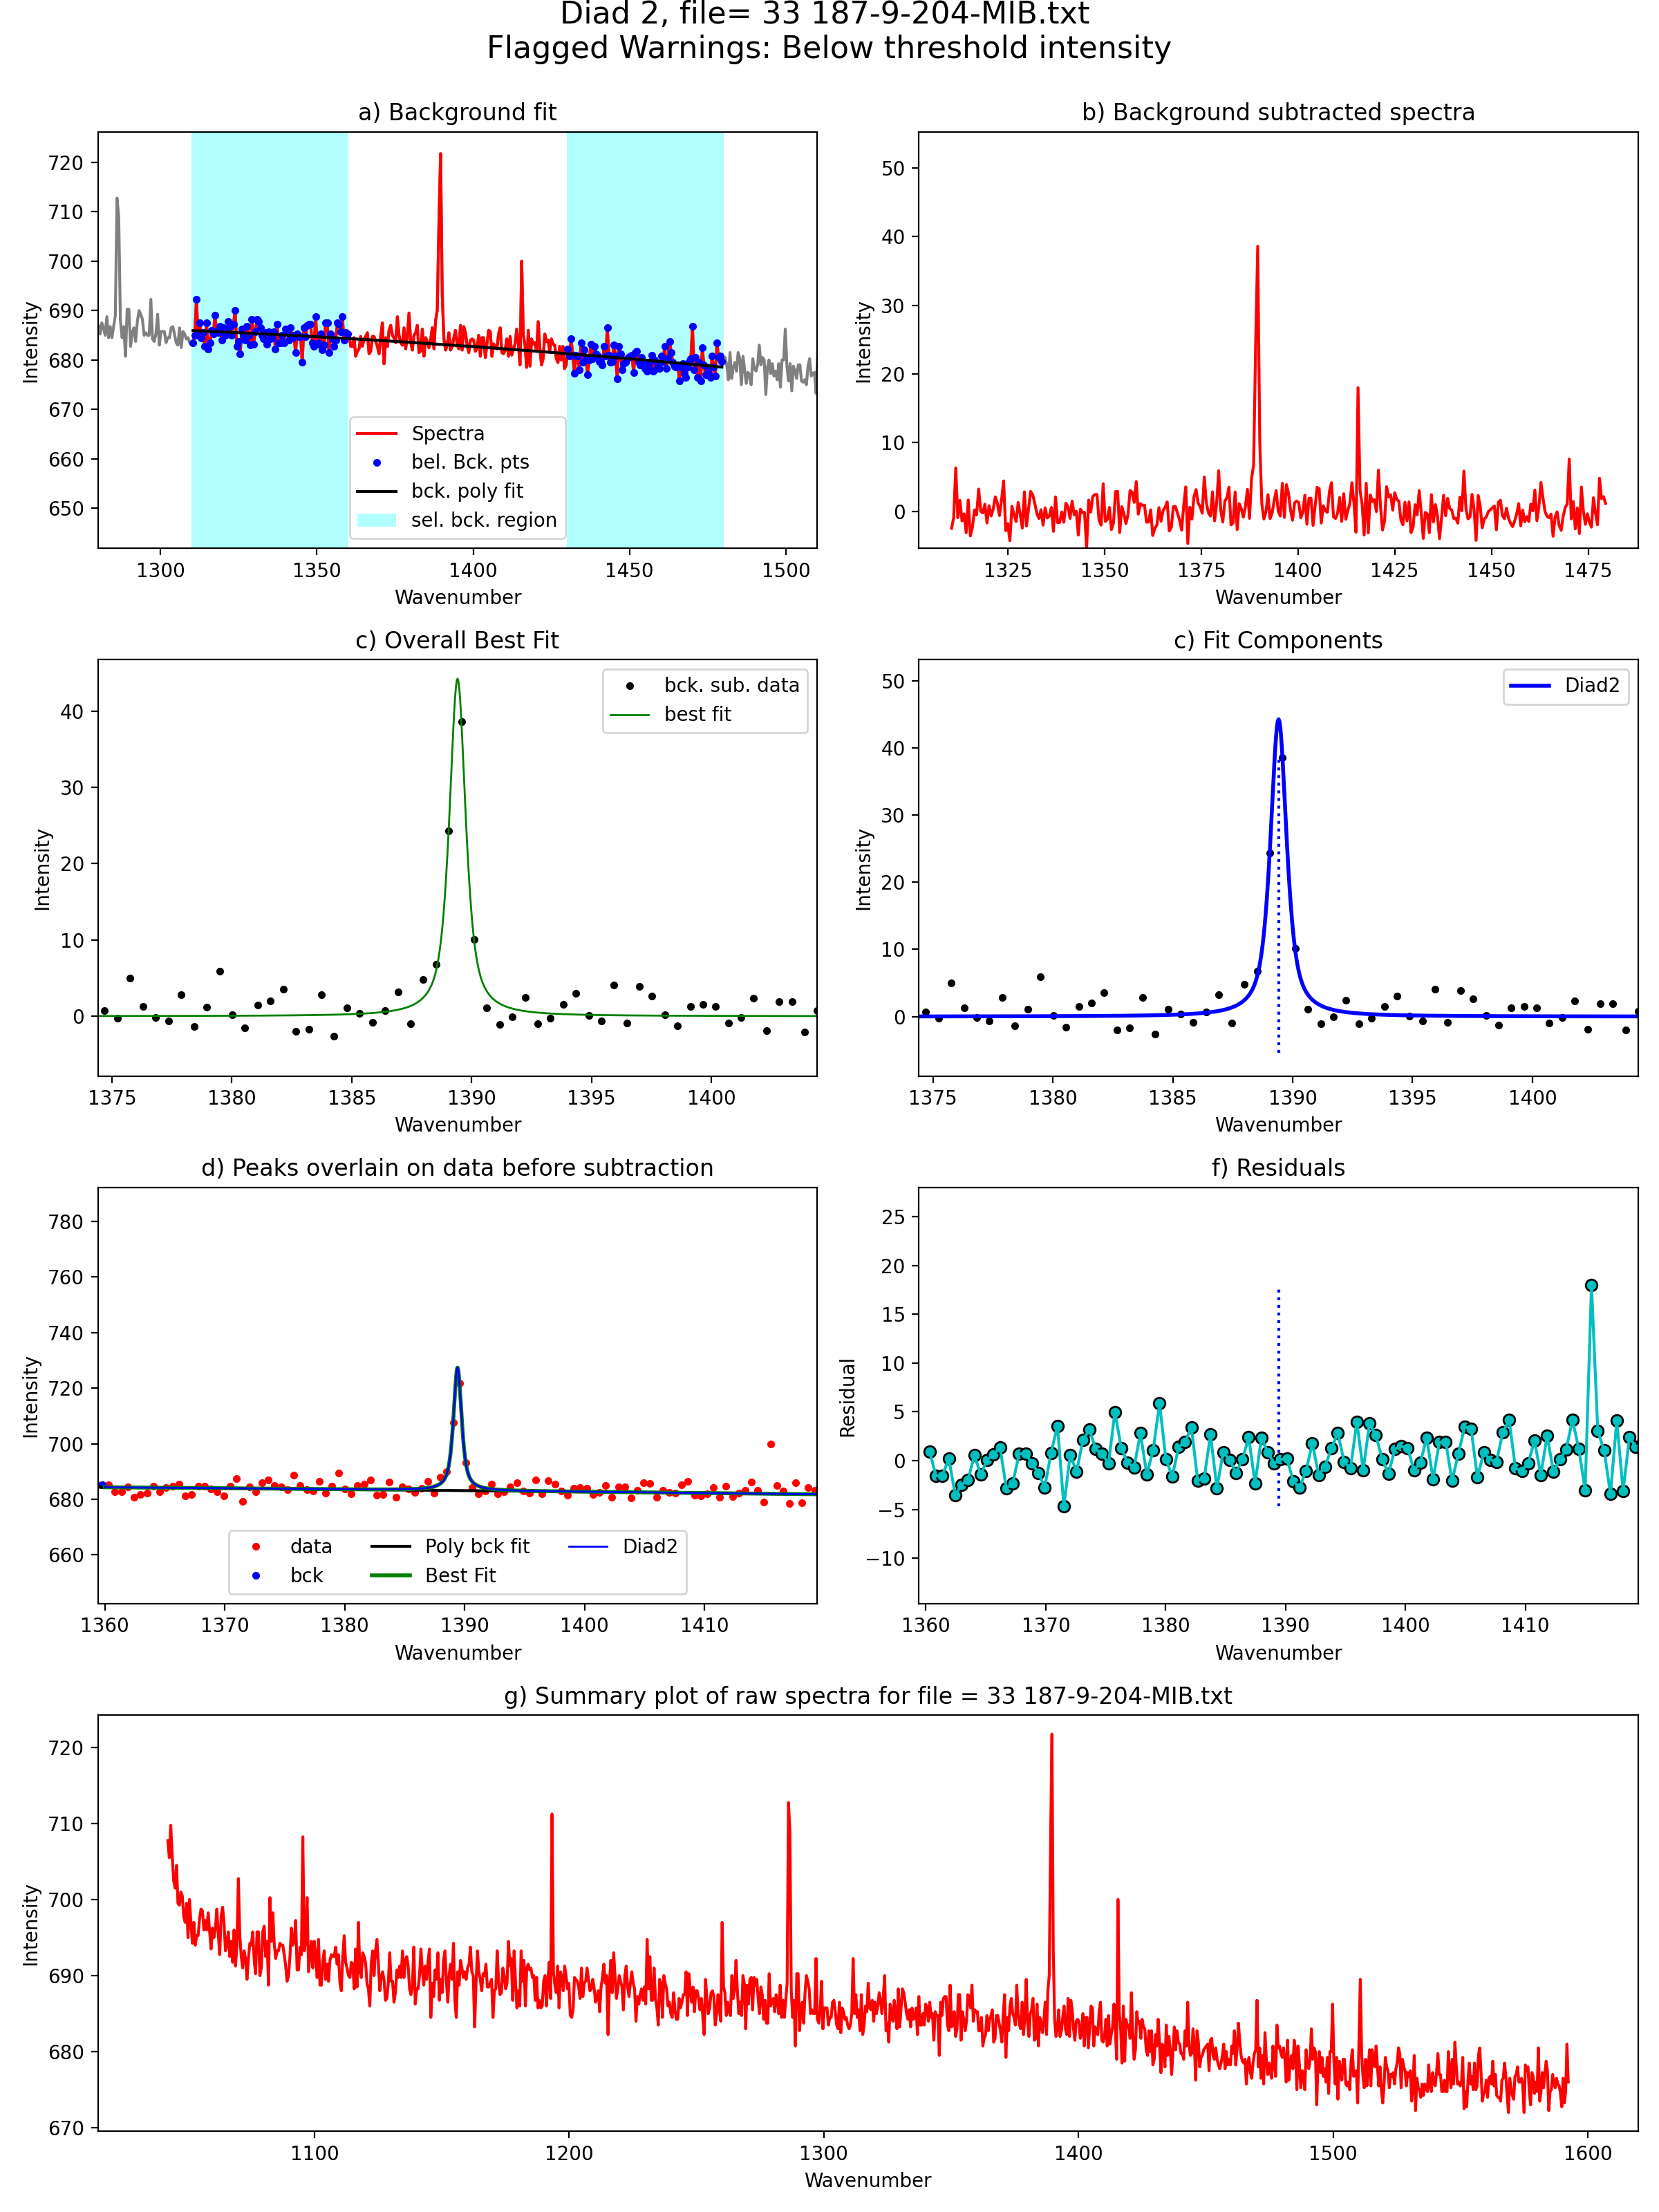 Diad 2, file= 33 187-9-204-MIB.txt
Flagged Warnings: Below threshold intensity
a) Background fit
Intensity
720
710
700
690
680
670
660
650
Spectra
bel. Bck. pts
bck. poly fit
sel. bck. region
1300 1350 1400 1450 1500
Wavenumber
b) Background subtracted spectra
Intensity
50
40
30
20
10
0
1325 1350 1375 1400 1425 1450 1475
Wavenumber
c) Overall Best Fit
Intensity
40
30
20
10
0
bck. sub. data
best fit
1375 1380 1385 1390 1395 1400
Wavenumber
c) Fit Components
Intensity
50
40
30
20
10
0
Diad2
1375 1380 1385 1390 1395 1400
Wavenumber
d) Peaks overlain on data before subtraction
Intensity
780
760
740
720
700
680
660
data Poly bck fit Diad2
bck Best Fit
1360 1370 1380 1390 1400 1410
Wavenumber
f) Residuals
Residual
25
20
15
10
5
0
−5
−10
1360 1370 1380 1390 1400 1410
Wavenumber
g) Summary plot of raw spectra for file = 33 187-9-204-MIB.txt
Intensity
720
710
700
690
680
670
1100 1200 1300 1400 1500 1600
Wavenumber